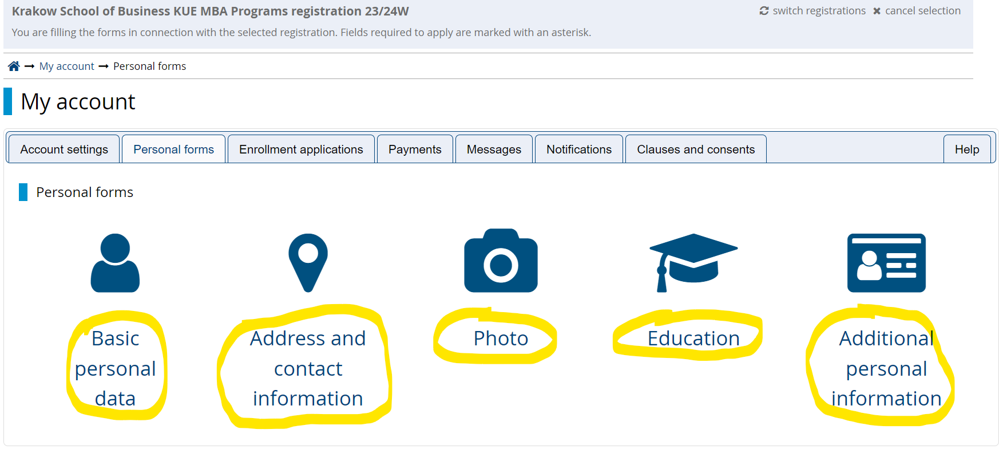 Krakow School of Business KUE MBA Programs registration 23/24W
switch registrations
cancel selection
You are filling the forms in connection with the selected registration. Fields required to apply are marked with an asterisk.
My account
Personal forms
My account
Account settings
Personal forms
Enrollment applications
Payments
Messages
Notifications
Clauses and consents
Help
Personal forms
Basic
personal
data
Address and
contact
information
Photo
Education
Additional
personal
information